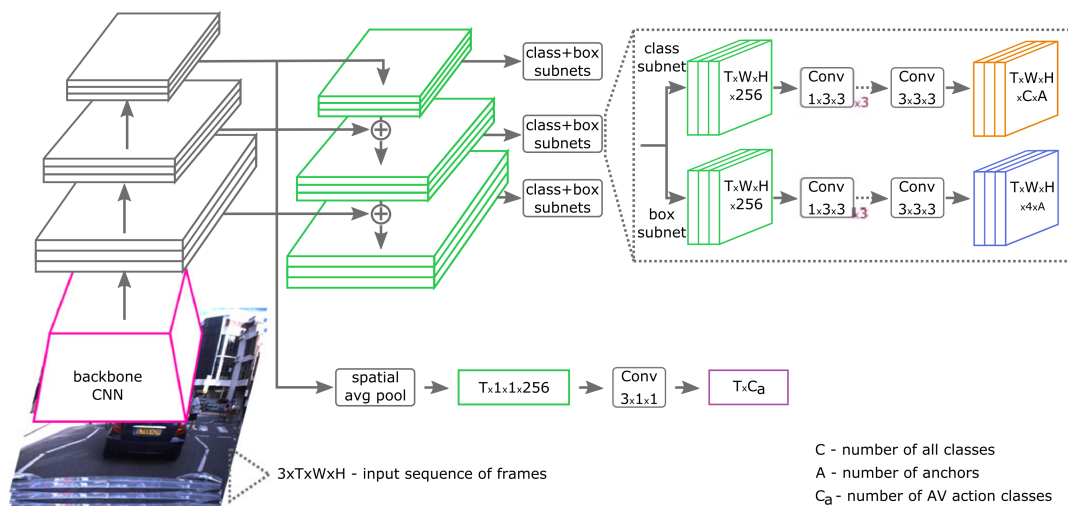 class+box
subnets
class+box
subnets
class+box
subnets
class
subnet
TxWxH
x256
Conv
1x3x3
x3
Conv
3x3x3
TxWxH
xCxA
box
subnet
TxWxH
x256
Conv
1x3x3
x3
Conv
3x3x3
TxWxH
x4xA
backbone
CNN
spatial
avg pool
Tx1x1x256
Conv
3x1x1
TxCa
3xTxWxH - input sequence of frames
C - number of all classes
A - number of anchors
Ca - number of AV action classes